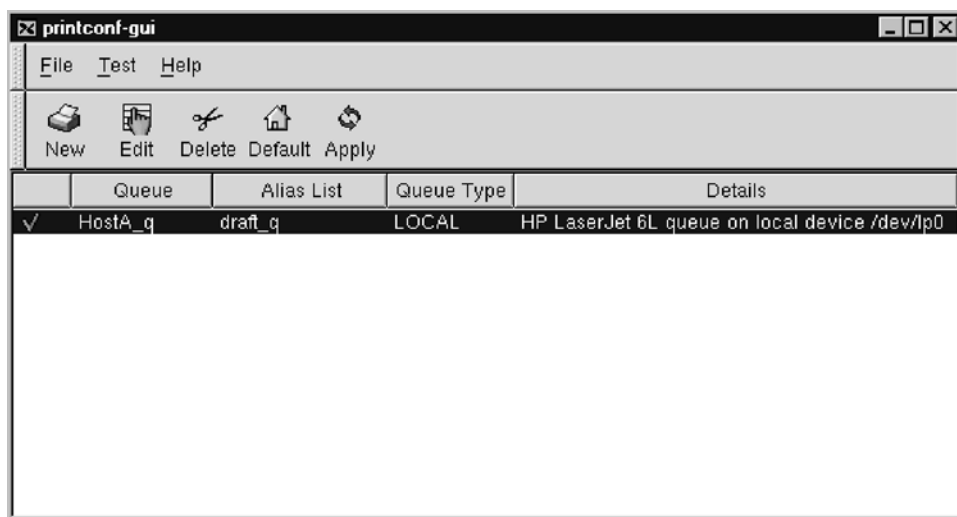 printconf-gui
File Test Help
New Edit Delete Default Apply
Queue Alias List Queue Type Details
HostA_q draft_q LOCAL HP LaserJet 6L queue on local device /dev/lp0